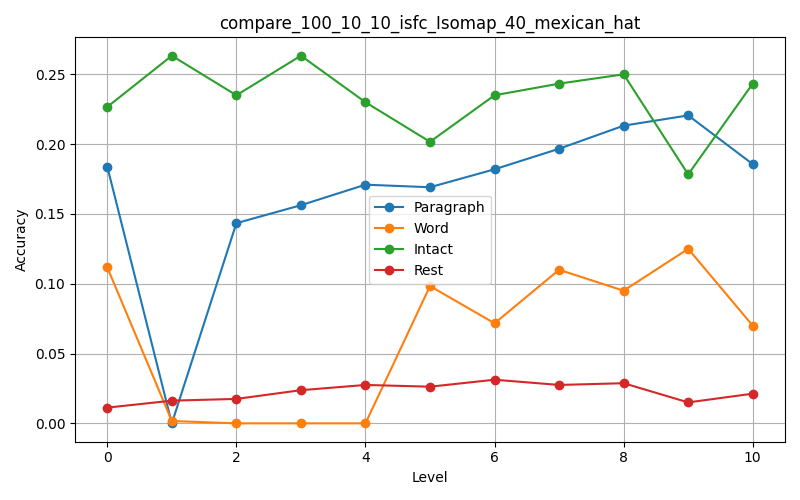 compare_100_10_10_isfc_Isomap_40_mexican_hat
Accuracy
0.25
0.20
0.15
0.10
0.05
0.00
Paragraph
Word
Intact
Rest
0 2 4 6 8 10
Level